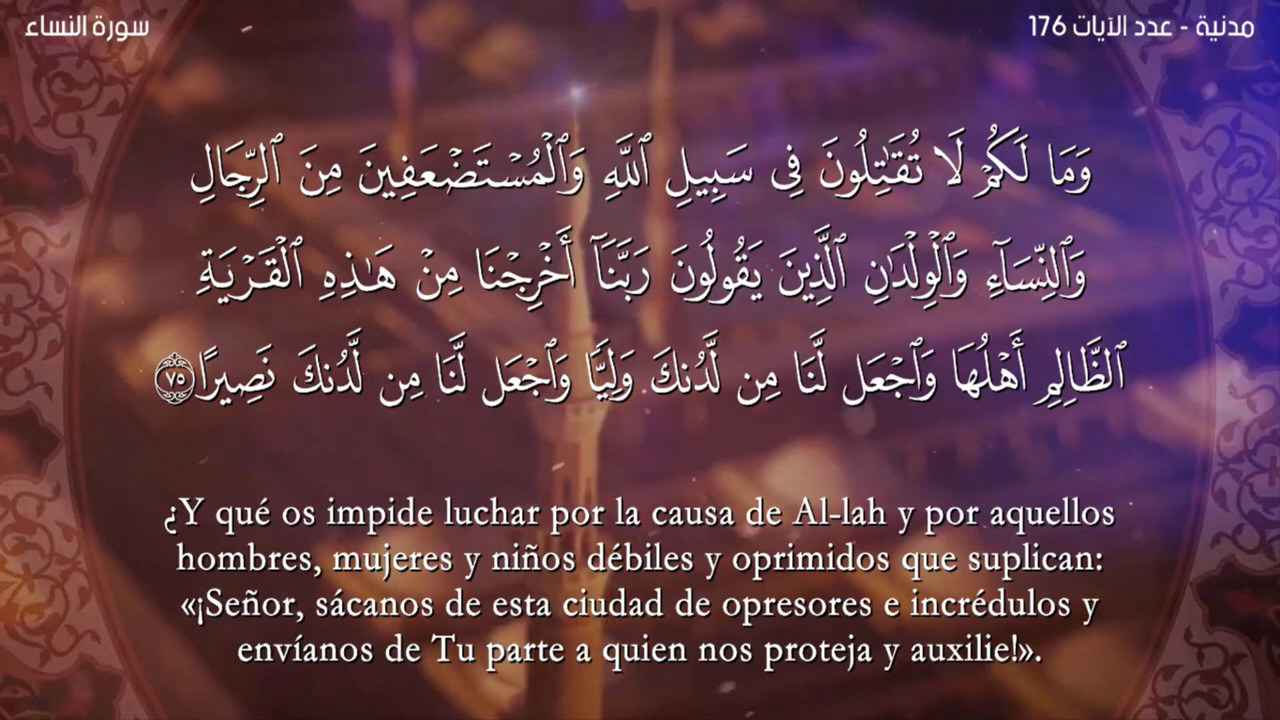 سورة النساء
مدنية - عدد الآيات 176
وَمَا لَكُمْ لَا تُقَٰتِلُونَ فِى سَبِيلِ ٱللَّهِ وَٱلْمُسْتَضْعَفِينَ مِنَ ٱلرِّجَالِ
وَٱلنِّسَآءِ وَٱلْوِلْدَٰنِ ٱلَّذِينَ يَقُولُونَ رَبَّنَآ أَخْرِجْنَا مِنْ هَٰذِهِ ٱلْقَرْيَةِ
ٱلظَّالِمِ أَهْلُهَا وَٱجْعَل لَّنَا مِن لَّدُنكَ وَلِيًّا وَٱجْعَل لَّنَا مِن لَّدُنكَ نَصِيرًا ٧٥
¿Y qué os impide luchar por la causa de Al-lah y por aquellos
hombres, mujeres y niños débiles y oprimidos que suplican:
«¡Señor, sácanos de esta ciudad de opresores e incrédulos y
envíanos de Tu parte a quien nos proteja y auxilie!».